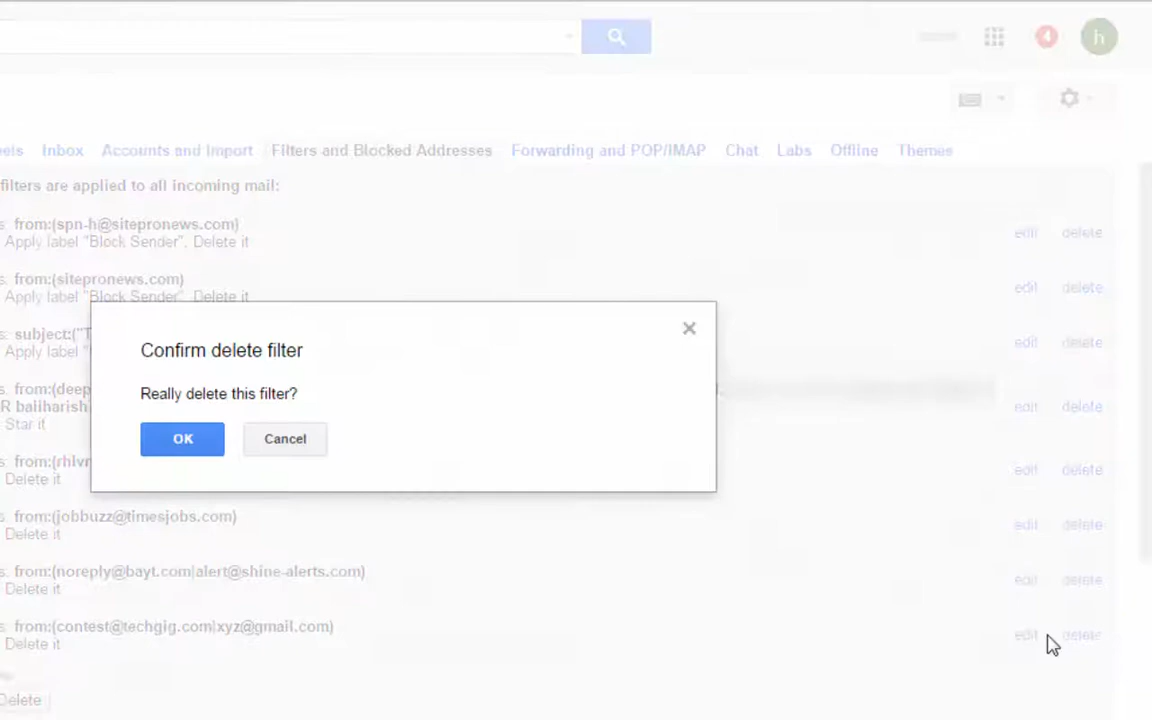 4
h
Inbox Accounts and Import Filters and Blocked Addresses Forwarding and POP/IMAP Chat Labs Offline Themes
filters are applied to all incoming mail:
from:(spn-h@sitepronews.com)
Apply label "Block Sender", Delete it
edit delete
from:(sitepronews.com)
Apply label "Block Sender", Delete it
edit delete
subject:("T
Apply label
edit delete
from:(deep
R baliharish
Star it
edit delete
Confirm delete filter
Really delete this filter?
OK Cancel
from:(rhlvr
Delete it
edit delete
from:(jobbuzz@timesjobs.com)
Delete it
edit delete
from:(noreply@bayt.com|alert@shine-alerts.com)
Delete it
edit delete
from:(contest@techgig.com|xyz@gmail.com)
Delete it
edit delete
Delete